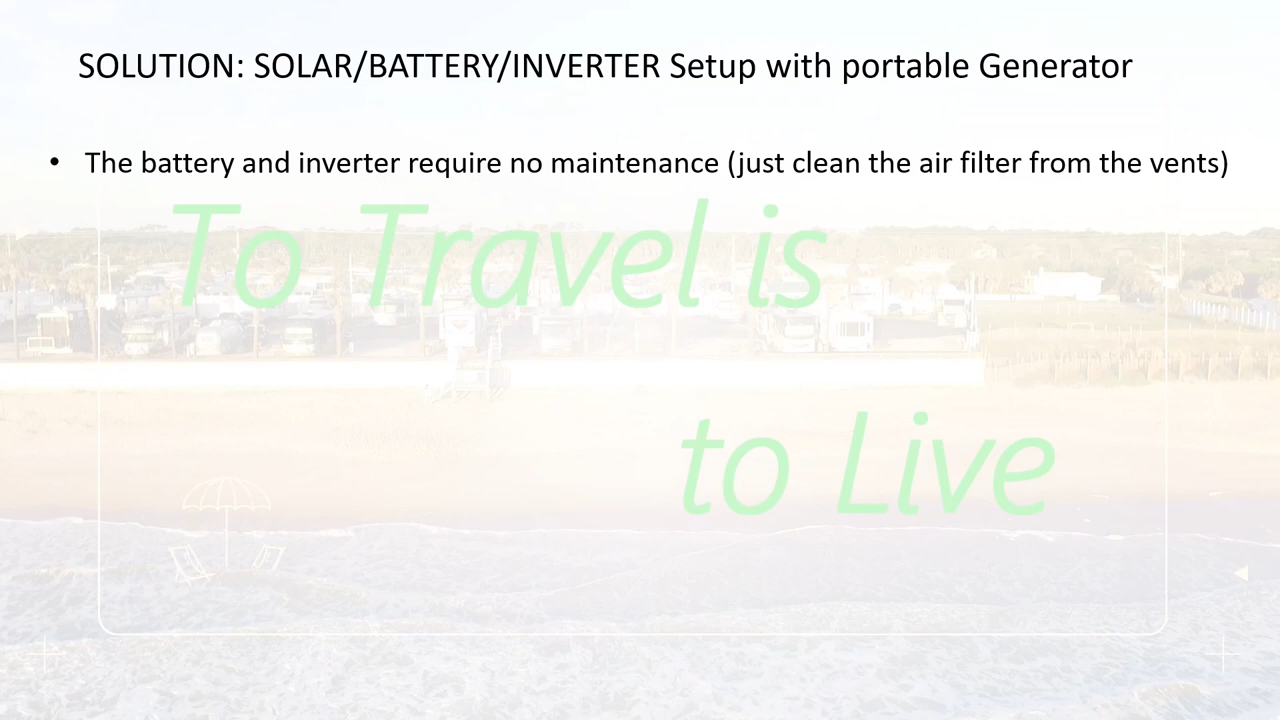 SOLUTION: SOLAR/BATTERY/INVERTER Setup with portable Generator
• The battery and inverter require no maintenance (just clean the air filter from the vents)
To Travel is
to Live